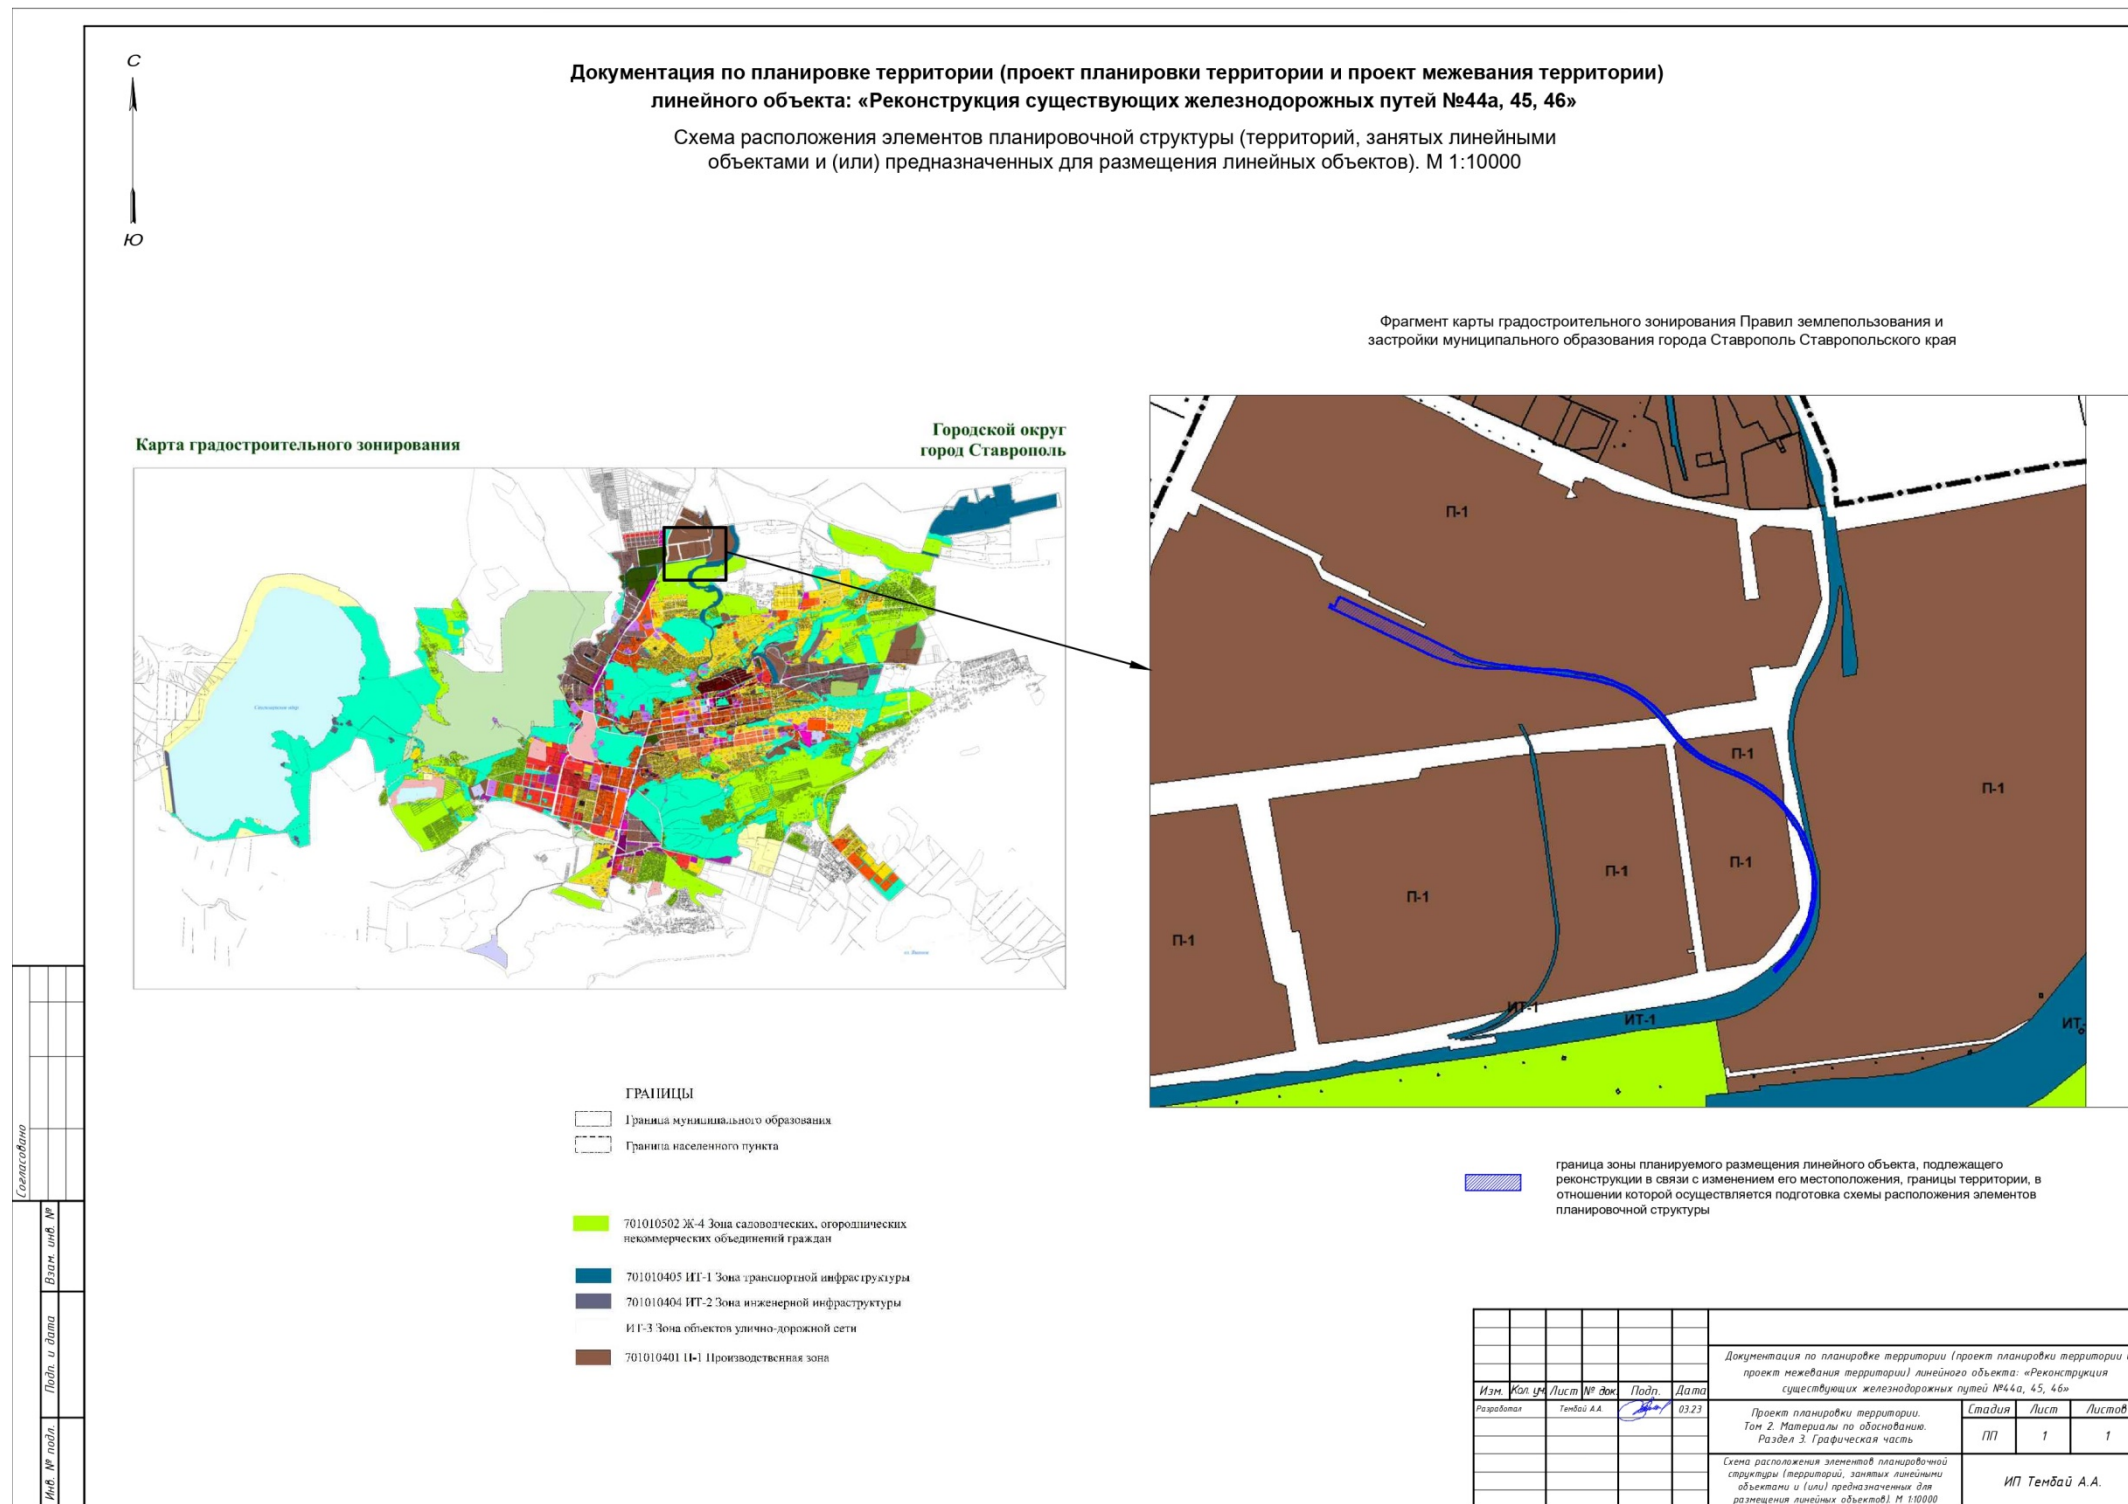 С
Ю
Документация по планировке территории (проект планировки территории и проект межевания территории)
линейного объекта: «Реконструкция существующих железнодорожных путей №44а, 45, 46»
Схема расположения элементов планировочной структуры (территорий, занятых линейными
объектами и (или) предназначенных для размещения линейных объектов). М 1:10000
Фрагмент карты градостроительного зонирования Правил землепользования и
застройки муниципального образования города Ставрополь Ставропольского края
Карта градостроительного зонирования
Городской округ
город Ставрополь
П-1
П-1
П-1
П-1
П-1
П-1
П-1
П-1
ИТ-1
ИТ-1
ИТ-
ГРАНИЦЫ
Граница муниципального образования
Граница населенного пункта
701010502 Ж-4 Зона садоводческих, огороднических
некоммерческих объединений граждан
701010405 ИТ-1 Зона транспортной инфраструктуры
701010404 ИТ-2 Зона инженерной инфраструктуры
ИТ-3 Зона объектов улично-дорожной сети
701010401 П-1 Производственная зона
граница зоны планируемого размещения линейного объекта, подлежащего
реконструкции в связи с изменением его местоположения, границы территории, в
отношении которой осуществляется подготовка схемы расположения элементов
планировочной структуры
Согласовано
Взам. инв. №
Подп. и дата
Инв. № подл.
Документация по планировке территории (проект планировки территории
проект межевания территории) линейного объекта: «Реконструкция
существующих железнодорожных путей №44а, 45, 46»
Изм. Кол. уч Лист № док. Подп. Дата
Разработал Тембай А.А. 03.23
Проект планировки территории.
Том 2. Материалы по обоснованию.
Раздел 3. Графическая часть
Стадия Лист Листов
ПП 1 1
Схема расположения элементов планировочной
структуры (территорий, занятых линейными
объектами и (или) предназначенных для
размещения линейных объектов). М 1:10000
ИП Тембай А.А.